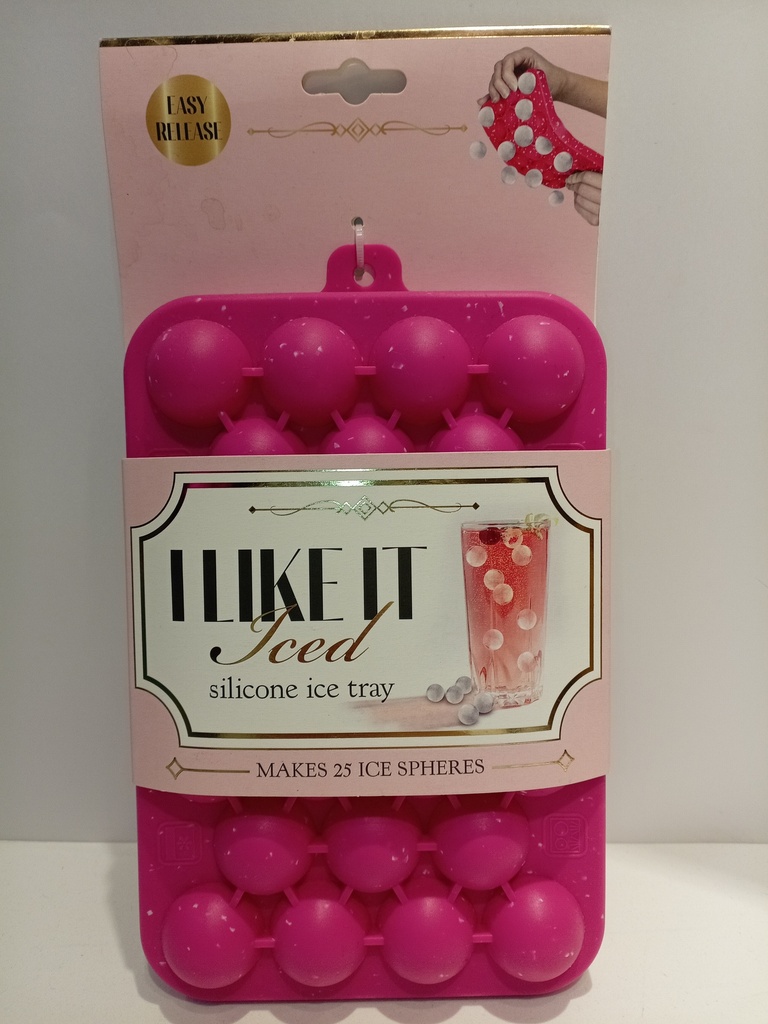 EASY
RELEASE
I LIKE IT
Iced
silicone ice tray
MAKES 25 ICE SPHERES